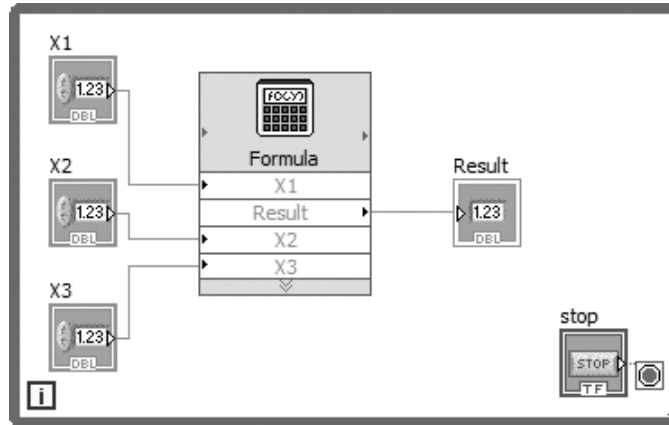 X1
1.23
DBL
X2
1.23
DBL
X3
1.23
DBL
i
Formula
X1
Result
X2
X3
Result
1.23
DBL
stop
STOP
TF